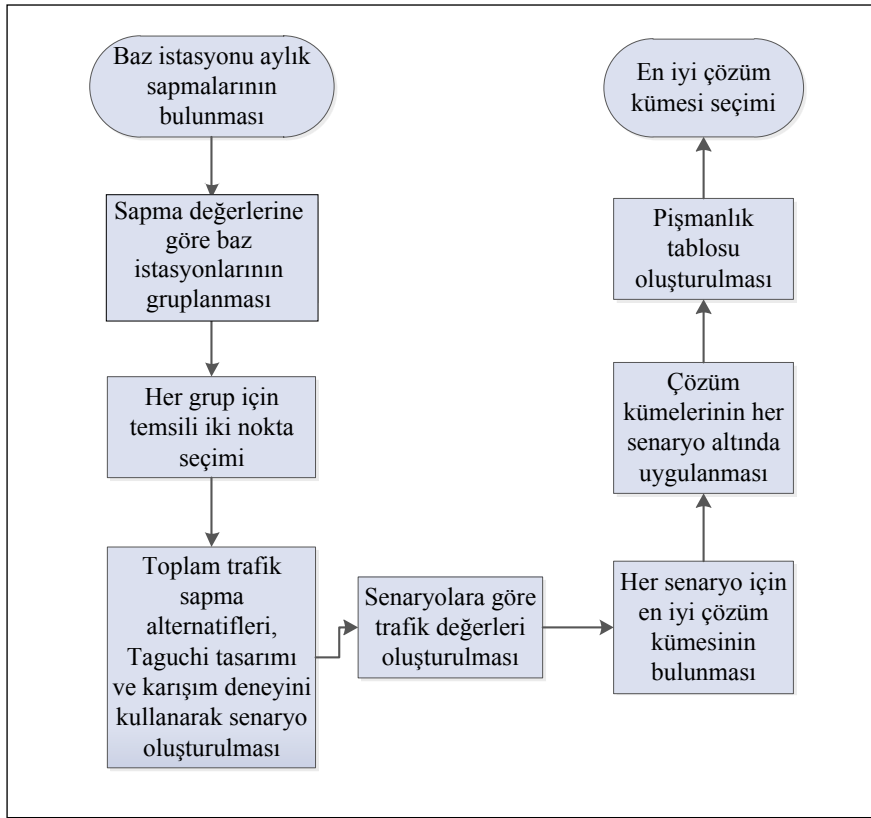 Baz istasyonu aylık
sapmalarının
bulunması
Sapma değerlerine
göre baz
istasyonlarının
gruplanması
Her grup için
temsili iki nokta
seçimi
Toplam trafik
sapma
alternatifleri,
Taguchi tasarımı
ve karışım deneyini
kullanarak senaryo
oluşturulması
Senaryolara göre
trafik değerleri
oluşturulması
Her senaryo için
en iyi çözüm
kümesinin
bulunması
Çözüm
kümelerinin her
senaryo altında
uygulanması
Pişmanlık
tablosu
oluşturulması
En iyi çözüm
kümesi seçimi